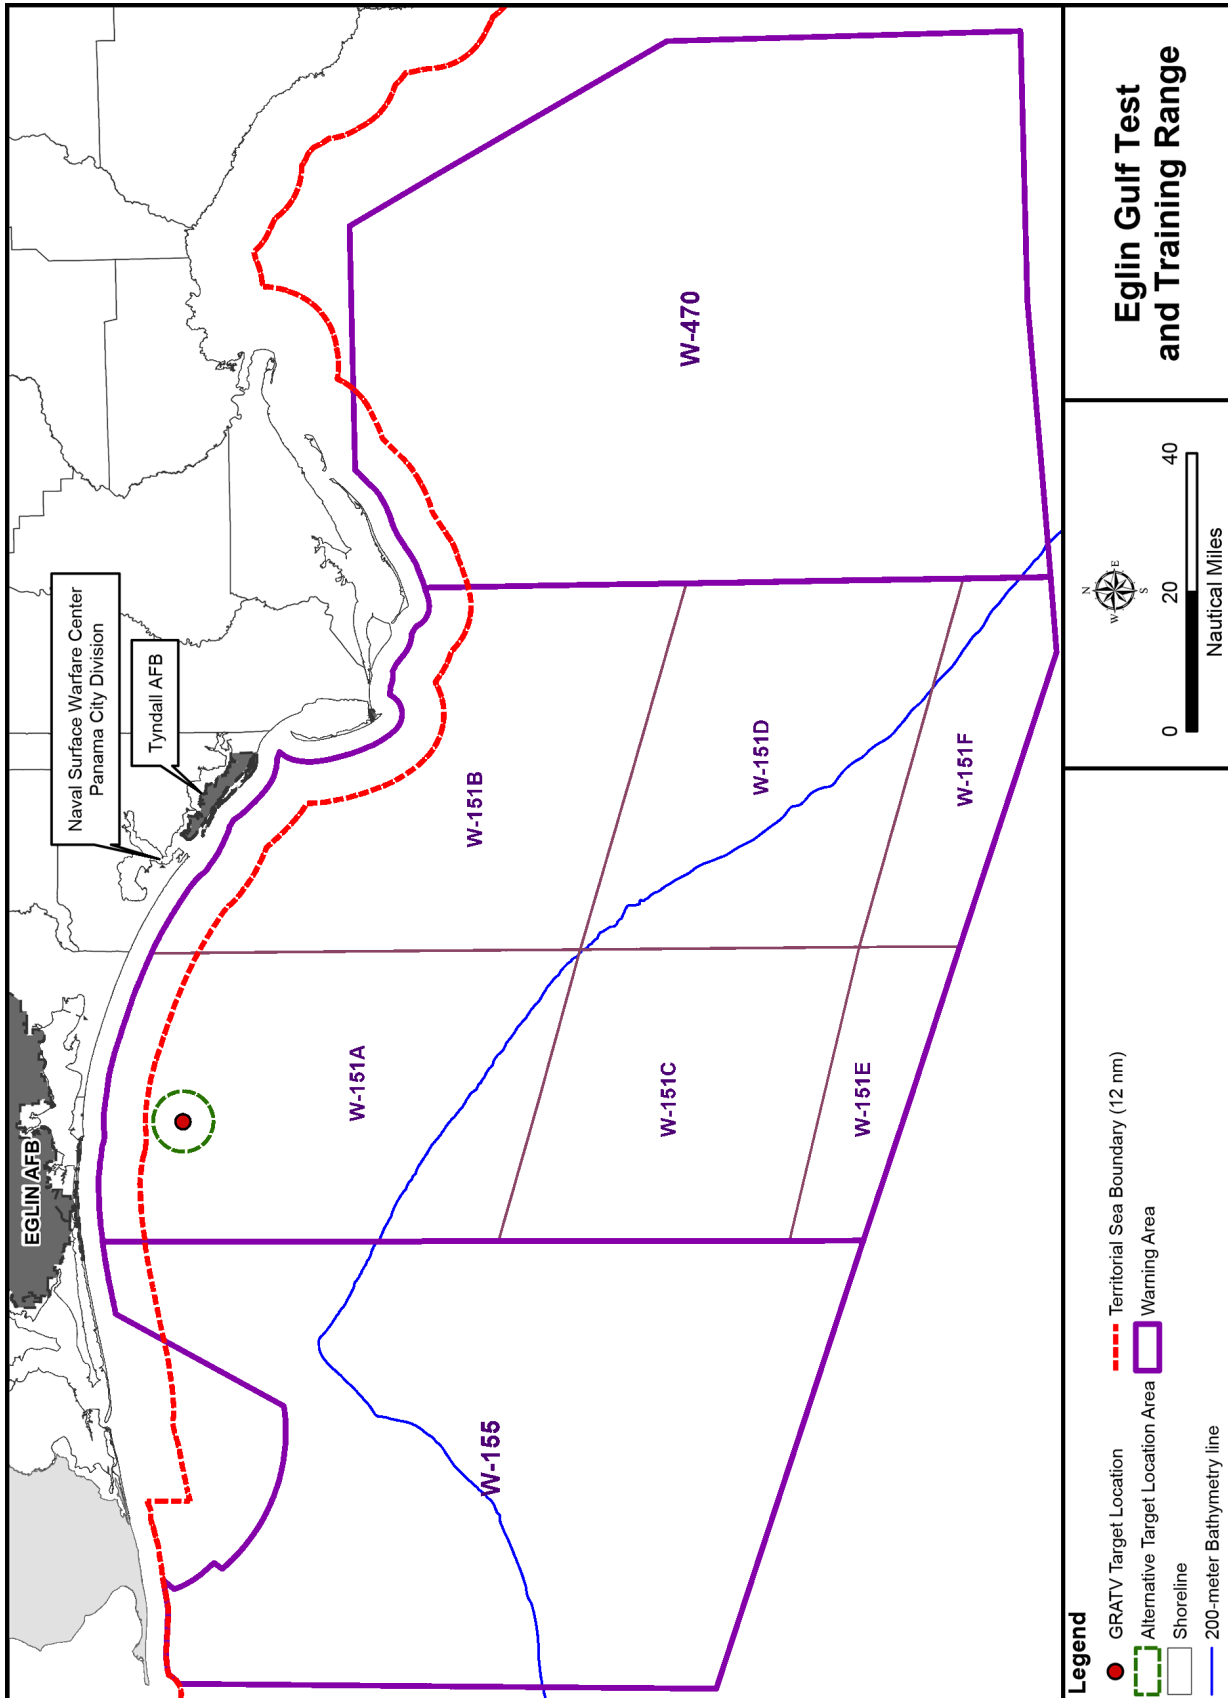 Naval Surface Warfare Center
Panama City Division
Tyndall AFB
EGLIN AFB
W-155
W-151A
W-151B
W-151C
W-151D
W-151E
W-151F
W-470
Legend
GRATV Target Location
Alternative Target Location Area
Shoreline
200-meter Bathymetry line
Territorial Sea Boundary (12 nm)
Warning Area
N
W
E
S
0
20
40
Nautical Miles
Eglin Gulf Test
and Training Range